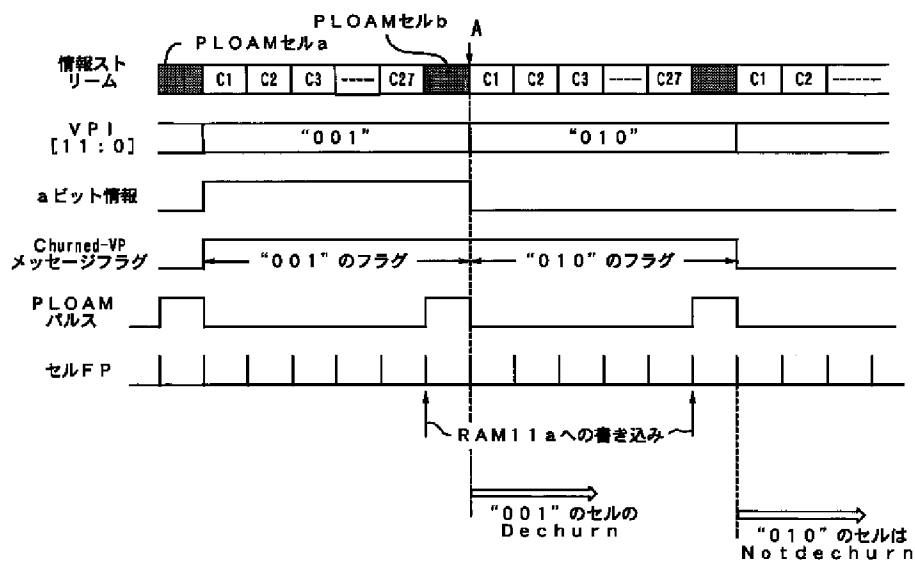 PLOAMセルb
A
PLOAMセルa
情報スト
リーム
C1 C2 C3 ---- C27 C1 C2 C3 ---- C27 C1 C2 ------
VPI
[11:0]
"001" "010"
aビット情報
Churned-VP
メッセージフラグ
"001"のフラグ "010"のフラグ
PLOAM
パルス
セルFP
RAM11aへの書き込み
"001"のセルの
Dechurn
"010"のセルは
Notdechurn